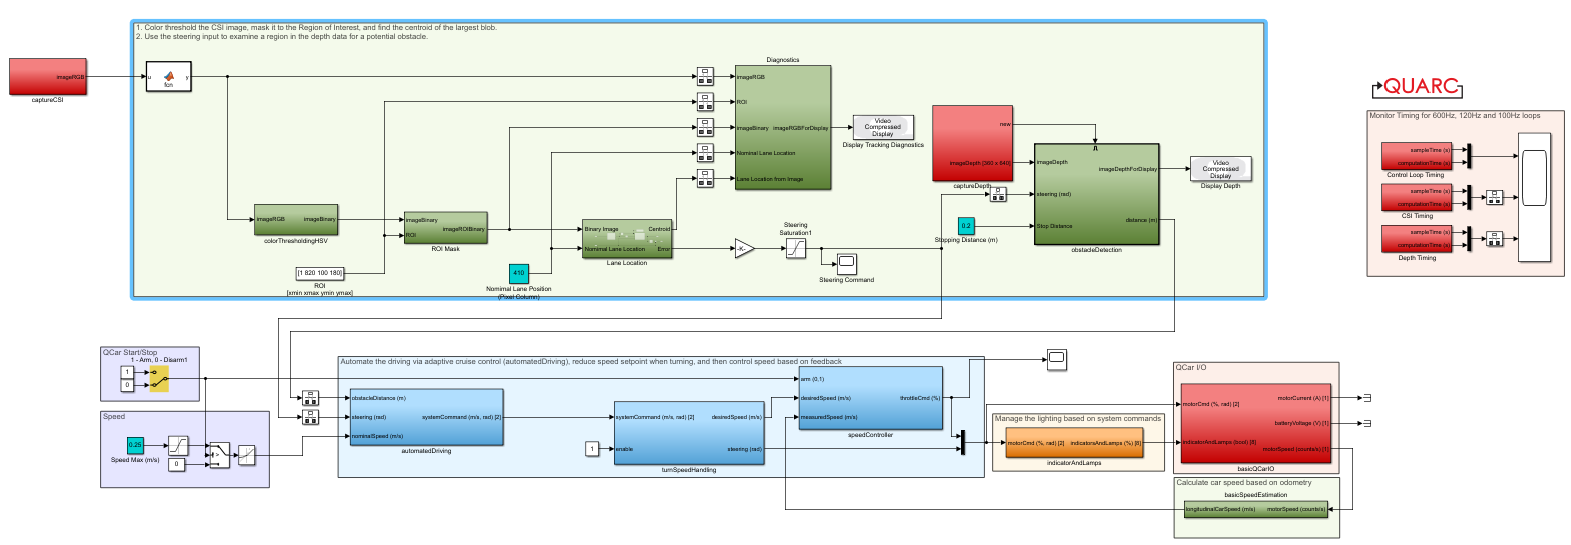 1. Color threshold the CSI image, mask it to the Region of Interest, and find the centroid of the largest blob.
2. Use the steering input to examine a region in the depth data for a potential obstacle.
imageRGB
captureCSI
u
y
fcn
Diagnostics
imageRGB
ROI
imageBinary
imageRGBForDisplay
Nominal Lane Location
Lane Location from Image
Video
Compressed
Display
Display Tracking Diagnostics
new
imageDepth [360 x 640]
captureDepth
imageDepth
imageDepthForDisplay
steering (rad)
distance (m)
Stop Distance
obstacleDetection
Video
Compressed
Display
Display Depth
0.2
Stopping Distance (m)
imageRGB
imageBinary
colorThresholdingHSV
imageBinary
imageROIBinary
ROI
ROI Mask
Binary Image
Centroid
Nominal Lane Location
Error
Lane Location
-K-
Steering
Saturation1
Steering Command
[1 820 100 180]
ROI
[xmin xmax ymin ymax]
410
Nomimal Lane Position
(Pixel Column)
QUARC
Monitor Timing for 600Hz, 120Hz and 100Hz loops
sampleTime (s)
computationTime (s)
Control Loop Timing
sampleTime (s)
computationTime (s)
CSI Timing
sampleTime (s)
computationTime (s)
Depth Timing
QCar Start/Stop
1 - Arm, 0 - Disarm1
1
0
Speed
0.25
Speed Max (m/s)
0
>
Automate the driving via adaptive cruise control (automatedDriving), reduce speed setpoint when turning, and then control speed based on feedback
obstacleDistance (m)
steering (rad)
systemCommand (m/s, rad) [2]
nominalSpeed (m/s)
automatedDriving
systemCommand (m/s, rad) [2]
desiredSpeed (m/s)
enable
steering (rad)
turnSpeedHandling
1
arm (0,1)
desiredSpeed (m/s)
throttleCmd (%)
measuredSpeed (m/s)
speedController
Manage the lighting based on system commands
motorCmd (%, rad) [2]
indicatorsAndLamps (%) [8]
indicatorAndLamps
QCar I/O
motorCurrent (A) [1]
motorCmd (%, rad) [2]
batteryVoltage (V) [1]
indicatorAndLamps (bool) [8]
motorSpeed (counts/s) [1]
basicQCarIO
Calculate car speed based on odometry
basicSpeedEstimation
longitudinalCarSpeed (m/s)
motorSpeed (counts/s)